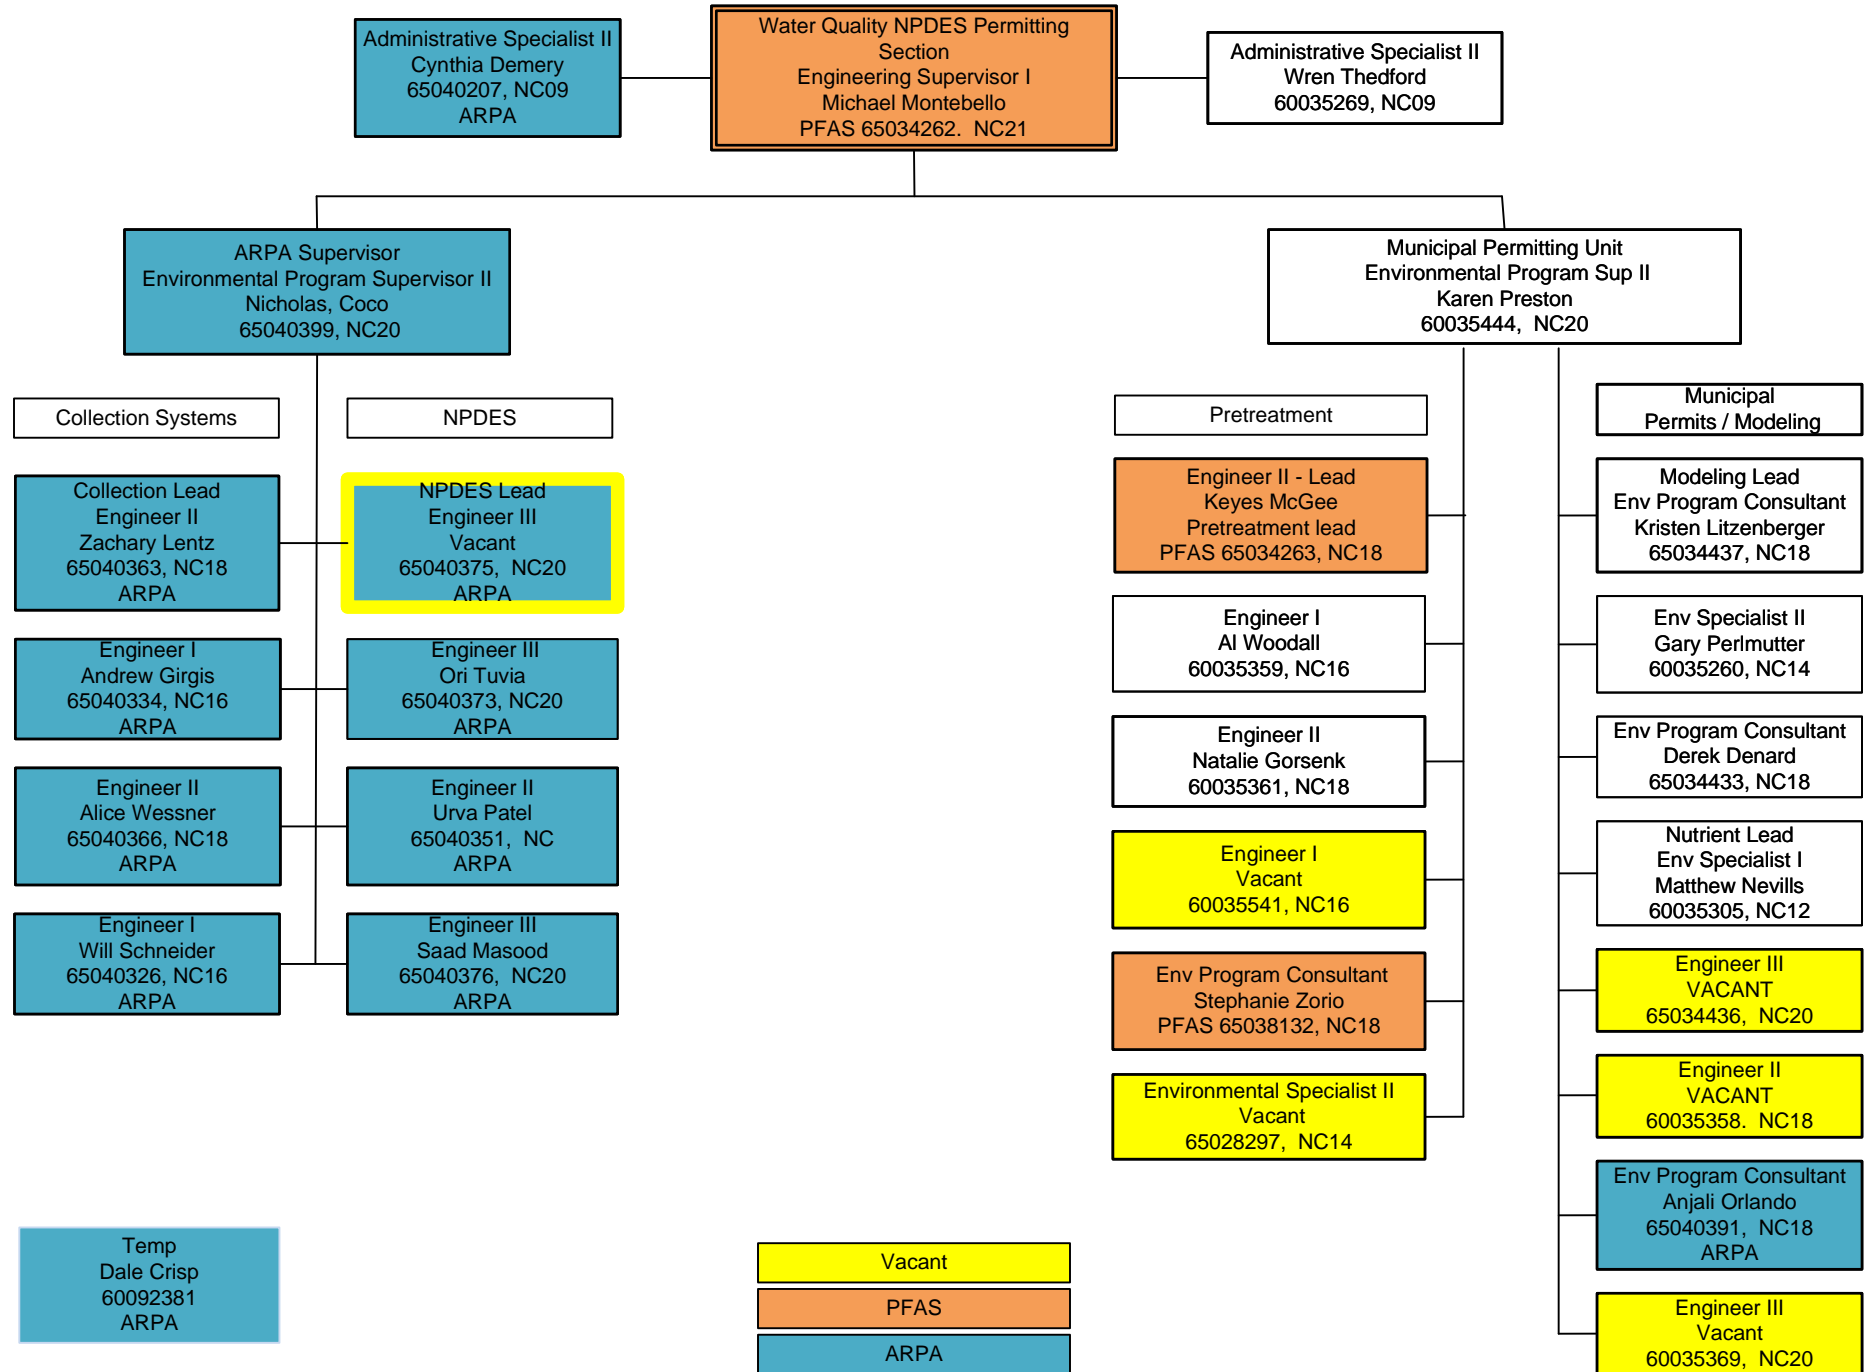 Administrative Specialist II
Cynthia Demery
65040207, NC09
ARPA
Water Quality NPDES Permitting
Section
Engineering Supervisor I
Michael Montebello
PFAS 65034262.  NC21
Administrative Specialist II
Wren Thedford
60035269, NC09
ARPA Supervisor
Environmental Program Supervisor II
Nicholas, Coco
65040399, NC20
Municipal Permitting Unit
Environmental Program Sup II
Karen Preston
60035444,  NC20
Collection Systems
Collection Lead
Engineer II
Zachary Lentz
65040363, NC18
ARPA
Engineer I
Andrew Girgis
65040334, NC16
ARPA
Engineer II
Alice Wessner
65040366, NC18
ARPA
Engineer I
Will Schneider
65040326, NC16
ARPA
NPDES
NPDES Lead
Engineer III
Vacant
65040375,  NC20
ARPA
Engineer III
Ori Tuvia
65040373, NC20
ARPA
Engineer II
Urva Patel
65040351,  NC
ARPA
Engineer III
Saad Masood
65040376,  NC20
ARPA
Pretreatment
Engineer II - Lead
Keyes McGee
Pretreatment lead
PFAS 65034263, NC18
Engineer I
Al Woodall
60035359, NC16
Engineer II
Natalie Gorsenk
60035361, NC18
Engineer I
Vacant
60035541, NC16
Env Program Consultant
Stephanie Zorio
PFAS 65038132, NC18
Environmental Specialist II
Vacant
65028297,  NC14
Municipal
Permits / Modeling
Modeling Lead
Env Program Consultant
Kristen Litzenberger
65034437, NC18
Env Specialist II
Gary Perlmutter
60035260, NC14
Env Program Consultant
Derek Denard
65034433, NC18
Nutrient Lead
Env Specialist I
Matthew Nevills
60035305, NC12
Engineer III
VACANT
65034436,  NC20
Engineer II
VACANT
60035358.  NC18
Env Program Consultant
Anjali Orlando
65040391,  NC18
ARPA
Engineer III
Vacant
60035369, NC20
Temp
Dale Crisp
60092381
ARPA
Vacant
PFAS
ARPA